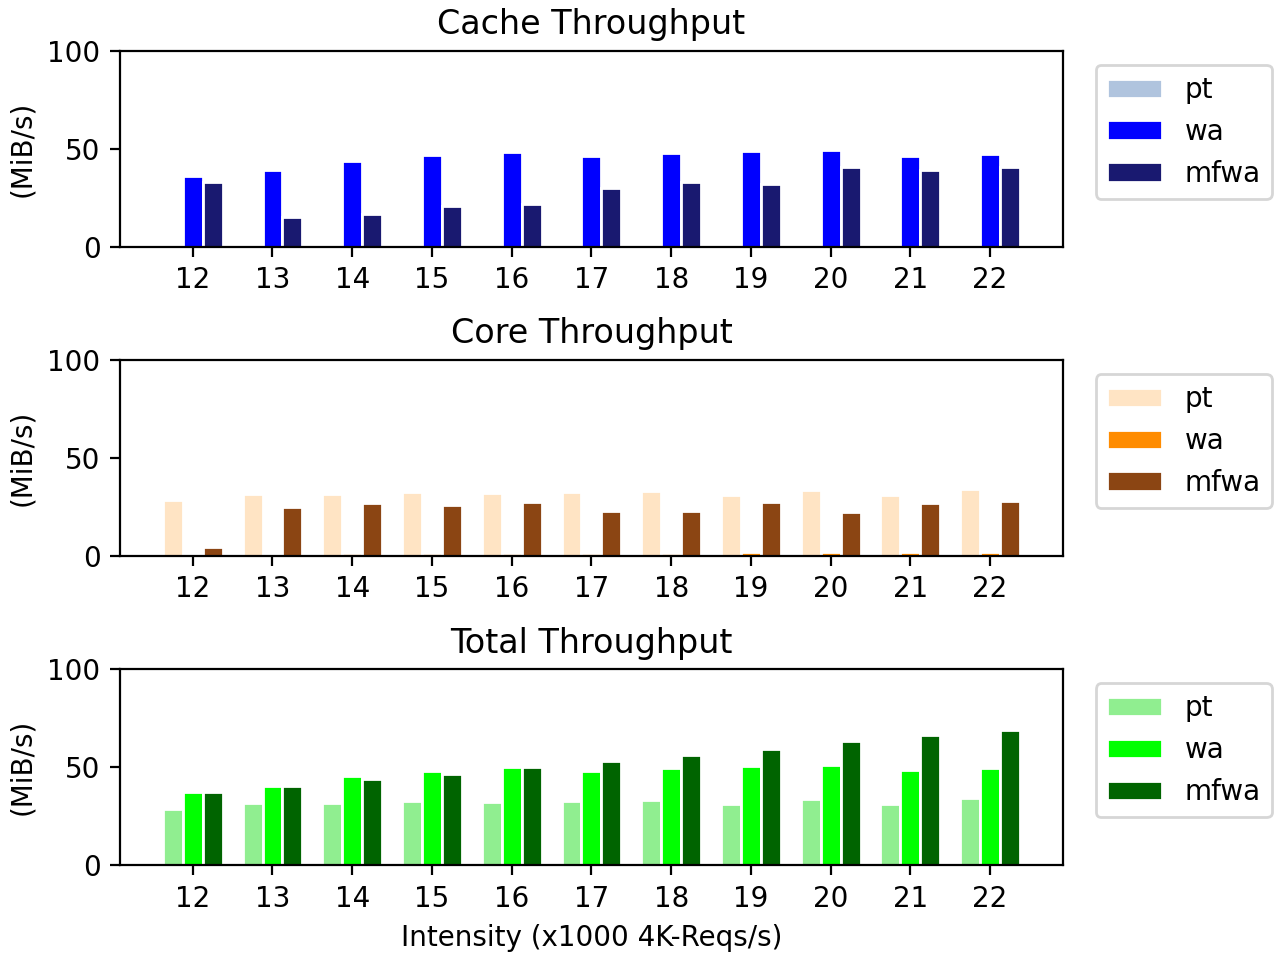 Cache Throughput
100
50
0
(MiB/s)
12 13 14 15 16 17 18 19 20 21 22
pt
wa
mfwa
Core Throughput
100
50
0
(MiB/s)
12 13 14 15 16 17 18 19 20 21 22
pt
wa
mfwa
Total Throughput
100
50
0
(MiB/s)
12 13 14 15 16 17 18 19 20 21 22
Intensity (x1000 4K-Reqs/s)
pt
wa
mfwa